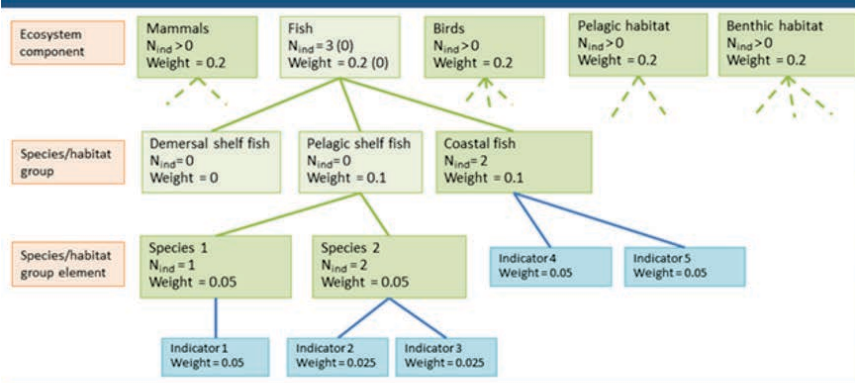 Ecosystem
component
Mammals
Nind>0
Weight = 0.2
Fish
Nind=3 (0)
Weight = 0.2 (0)
Birds
Nind>0
Weight = 0.2
Pelagic habitat
Nind>0
Weight = 0.2
Benthic habitat
Nind>0
Weight = 0.2
Species/habitat
group
Demersal shelf fish
Nind=0
Weight = 0
Pelagic shelf fish
Nind=0
Weight = 0.1
Coastal fish
Nind=2
Weight = 0.1
Species/habitat
group element
Species 1
Nind=1
Weight = 0.05
Species 2
Nind=2
Weight = 0.05
Indicator 4
Weight = 0.05
Indicator 5
Weight = 0.05
Indicator 1
Weight = 0.05
Indicator 2
Weight = 0.025
Indicator 3
Weight = 0.025